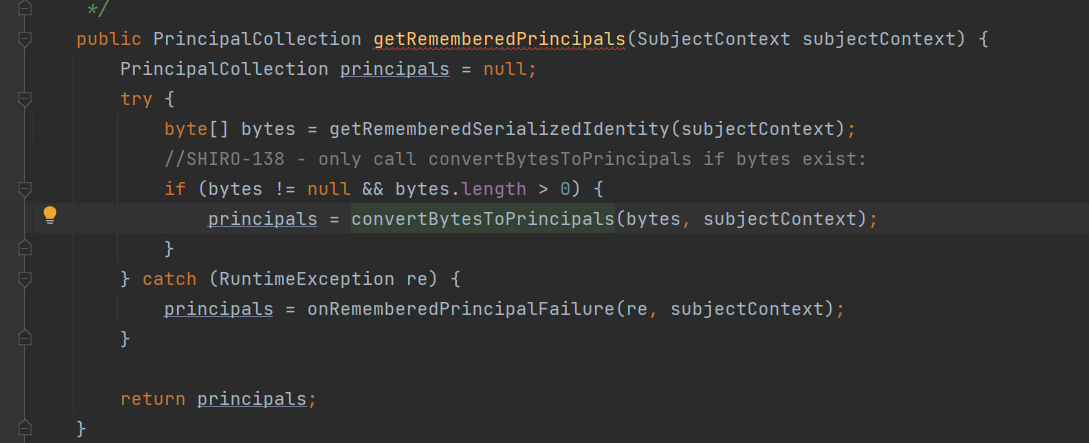 */
public PrincipalCollection getRememberedPrincipals(SubjectContext subjectContext) {
PrincipalCollection principals = null;
try {
byte[] bytes = getRememberedSerializedIdentity(subjectContext);
//SHIRO-138 - only call convertBytesToPrincipals if bytes exist:
if (bytes != null && bytes.length > 0) {
principals = convertBytesToPrincipals(bytes, subjectContext);
}
} catch (RuntimeException re) {
principals = onRememberedPrincipalFailure(re, subjectContext);
}
return principals;
}